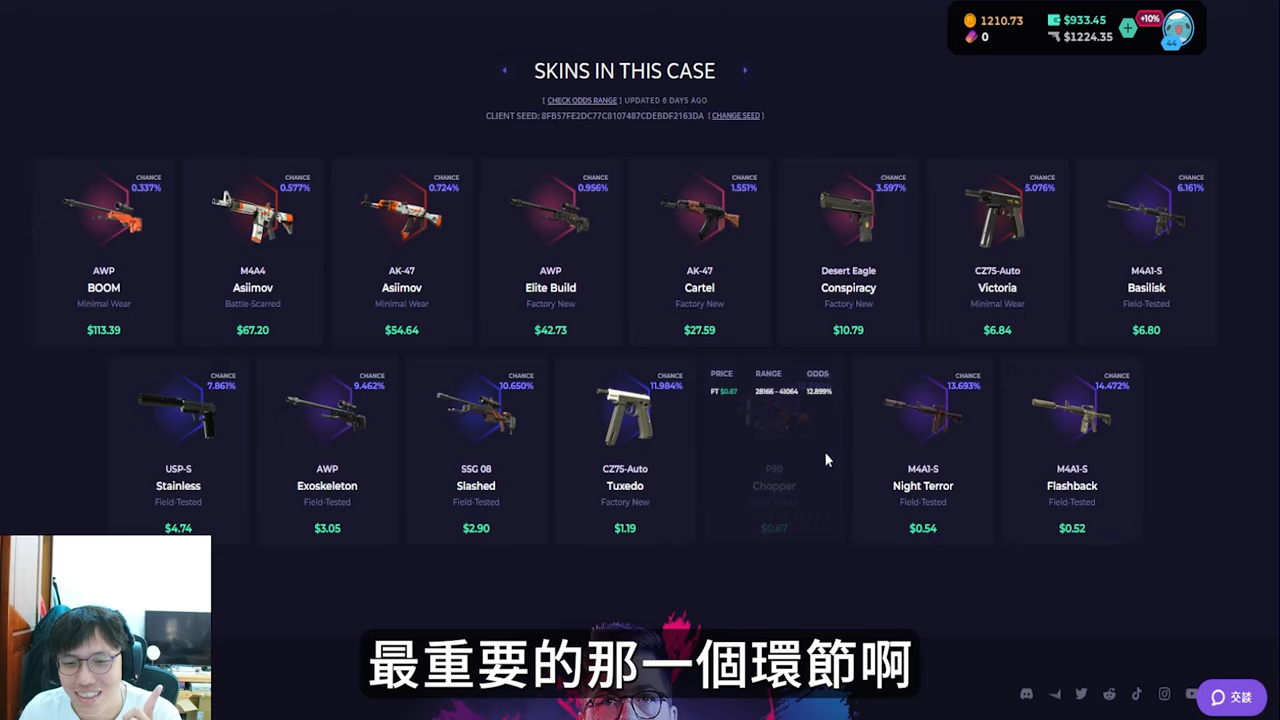 1210.73
$933.45
+10%
0
$1224.35
44
SKINS IN THIS CASE
[ CHECK ODDS RANGE ] UPDATED 6 DAYS AGO
CLIENT SEED: 8FB57FE2DC77C8107487CDEBDF2163DA [ CHANGE SEED ]
CHANCE
0.337%
AWP
BOOM
Minimal Wear
$113.39
CHANCE
0.577%
M4A4
Asiimov
Battle-Scarred
$67.20
CHANCE
0.724%
AK-47
Asiimov
Minimal Wear
$54.64
CHANCE
0.956%
AWP
Elite Build
Factory New
$42.73
CHANCE
1.551%
AK-47
Cartel
Factory New
$27.59
CHANCE
3.597%
Desert Eagle
Conspiracy
Factory New
$10.79
CHANCE
5.076%
CZ75-Auto
Victoria
Minimal Wear
$6.84
CHANCE
6.161%
M4A1-S
Basilisk
Field-Tested
$6.80
CHANCE
7.861%
USP-S
Stainless
Field-Tested
$4.74
CHANCE
9.462%
AWP
Exoskeleton
Field-Tested
$3.05
CHANCE
10.650%
SSG 08
Slashed
Field-Tested
$2.90
CHANCE
11.984%
CZ75-Auto
Tuxedo
Factory New
$1.19
PRICE RANGE ODDS
FT $0.67 28166 - 41064 12.899%
P90
Chopper
$0.67
CHANCE
13.693%
M4A1-S
Night Terror
Field-Tested
$0.54
CHANCE
14.472%
M4A1-S
Flashback
Field-Tested
$0.52
最重要的那一個環節啊
交談